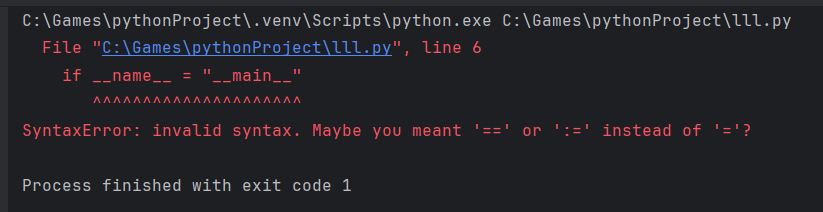 C:\Games\pythonProject\.venv\Scripts\python.exe C:\Games\pythonProject\lll.py
  File "C:\Games\pythonProject\lll.py", line 6
    if __name__ = "__main__"
       ^^^^^^^^^^^^^^^^^^^^^
SyntaxError: invalid syntax. Maybe you meant '==' or ':=' instead of '='?
Process finished with exit code 1